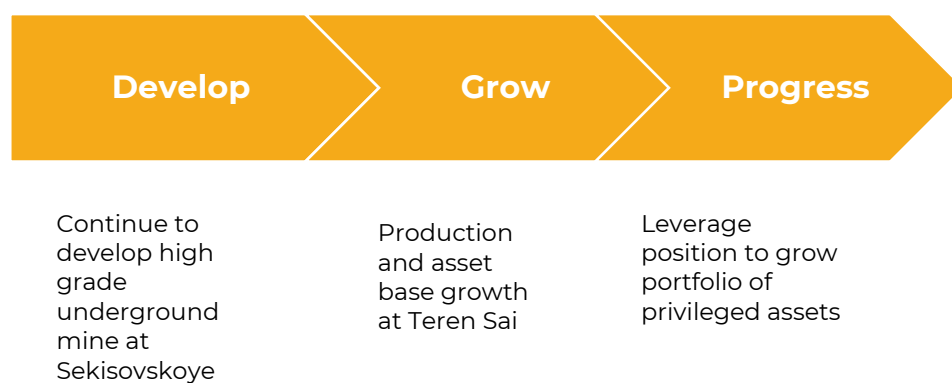 Develop
Grow
Progress
Continue to
develop high
grade
underground
mine at
Sekisovskoye
Production
and asset
base growth
at Teren Sai
Leverage
position to grow
portfolio of
privileged assets